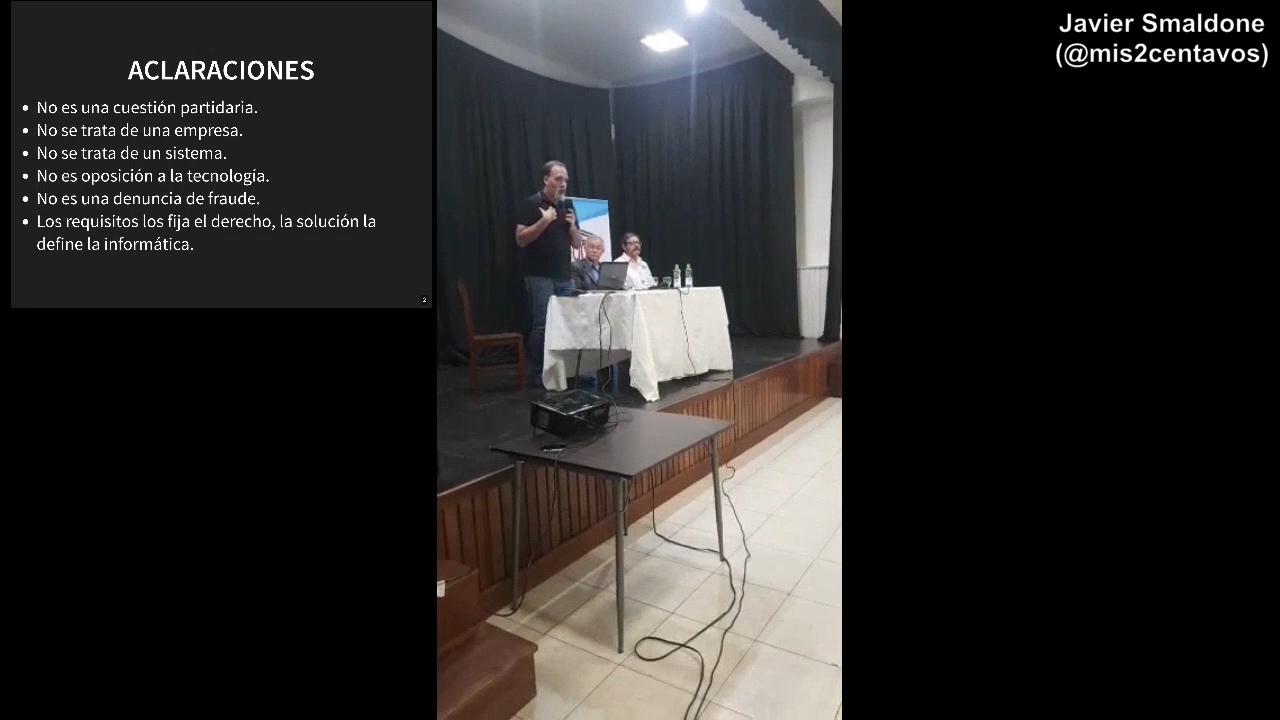 ACLARACIONES
• No es una cuestión partidaria.
• No se trata de una empresa.
• No se trata de un sistema.
• No es oposición a la tecnología.
• No es una denuncia de fraude.
• Los requisitos los fija el derecho, la solución la
define la informática.
2
Javier Smaldone
(@mis2centavos)